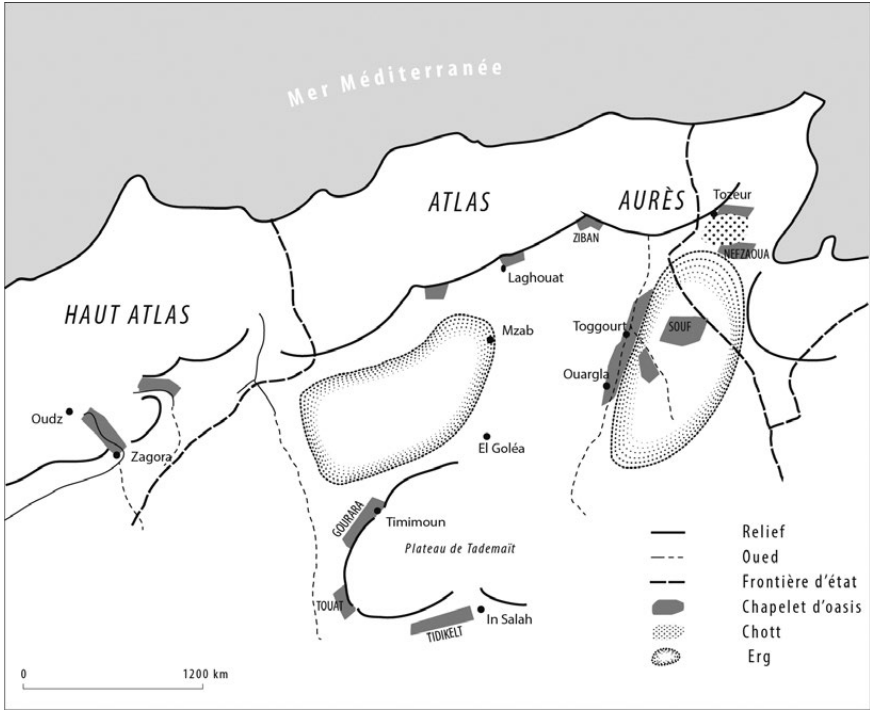 Mer Méditerranée
ATLAS
AURÈS
Tozeur
ZIBAN
NEFZAOUA
Laghouat
HAUT ATLAS
Toggourt
SOUF
Mzab
Ouargla
Oudz
Zagora
El Goléa
GOURARA
Timimoun
Plateau de Tademaït
TOUAT
TIDIKELT
In Salah
Relief
Oued
Frontière d'état
Chapelet d'oasis
Chott
Erg
0 1200 km